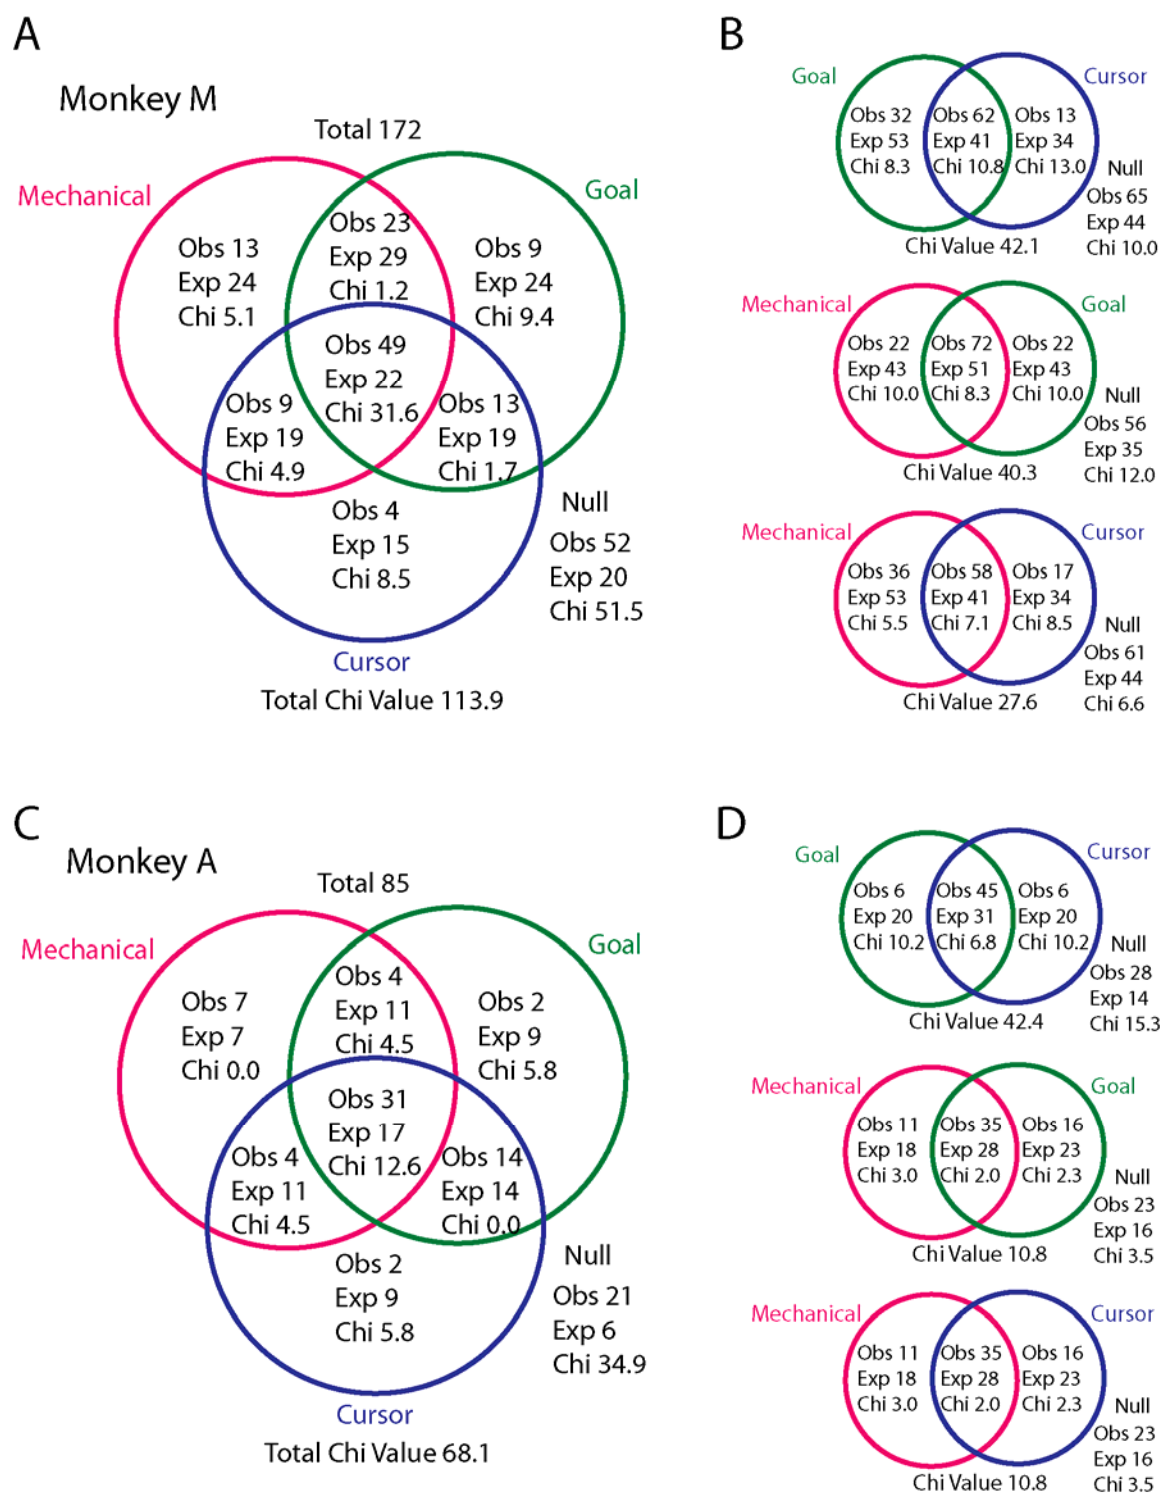 A
Monkey M
Total 172
Mechanical
Goal
Obs 13
Exp 24
Chi 5.1
Obs 23
Exp 29
Chi 1.2
Obs 9
Exp 24
Chi 9.4
Obs 49
Exp 22
Chi 31.6
Obs 9
Exp 19
Chi 4.9
Obs 13
Exp 19
Chi 1.7
Obs 4
Exp 15
Chi 8.5
Null
Obs 52
Exp 20
Chi 51.5
Cursor
Total Chi Value 113.9
B
Goal
Cursor
Obs 32
Exp 53
Chi 8.3
Obs 62
Exp 41
Chi 10.8
Obs 13
Exp 34
Chi 13.0
Null
Obs 65
Exp 44
Chi 10.0
Chi Value 42.1
Mechanical
Goal
Obs 22
Exp 43
Chi 10.0
Obs 72
Exp 51
Chi 8.3
Obs 22
Exp 43
Chi 10.0
Null
Obs 56
Exp 35
Chi 12.0
Chi Value 40.3
Mechanical
Cursor
Obs 36
Exp 53
Chi 5.5
Obs 58
Exp 41
Chi 7.1
Obs 17
Exp 34
Chi 8.5
Null
Obs 61
Exp 44
Chi 6.6
Chi Value 27.6
C
Monkey A
Total 85
Mechanical
Goal
Obs 7
Exp 7
Chi 0.0
Obs 4
Exp 11
Chi 4.5
Obs 2
Exp 9
Chi 5.8
Obs 31
Exp 17
Chi 12.6
Obs 4
Exp 11
Chi 4.5
Obs 14
Exp 14
Chi 0.0
Obs 2
Exp 9
Chi 5.8
Null
Obs 21
Exp 6
Chi 34.9
Cursor
Total Chi Value 68.1
D
Goal
Cursor
Obs 6
Exp 20
Chi 10.2
Obs 45
Exp 31
Chi 6.8
Obs 6
Exp 20
Chi 10.2
Null
Obs 28
Exp 14
Chi 15.3
Chi Value 42.4
Mechanical
Goal
Obs 11
Exp 18
Chi 3.0
Obs 35
Exp 28
Chi 2.0
Obs 16
Exp 23
Chi 2.3
Null
Obs 23
Exp 16
Chi 3.5
Chi Value 10.8
Mechanical
Cursor
Obs 11
Exp 18
Chi 3.0
Obs 35
Exp 28
Chi 2.0
Obs 16
Exp 23
Chi 2.3
Null
Obs 23
Exp 16
Chi 3.5
Chi Value 10.8